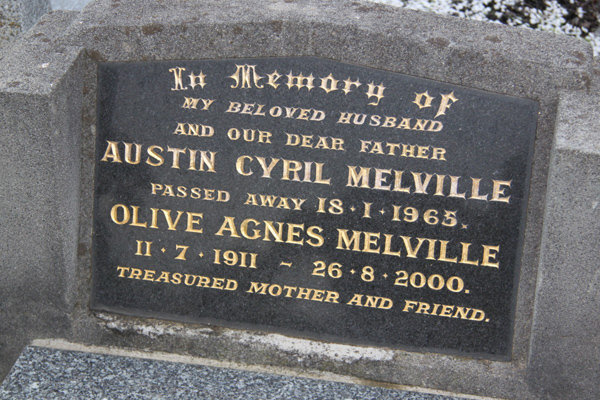 In Memory of
MY BELOVED HUSBAND
AND OUR DEAR FATHER
AUSTIN CYRIL MELVILLE
PASSED AWAY 18·1·1965.
OLIVE AGNES MELVILLE
11·7·1911 ~ 26·8·2000.
TREASURED MOTHER AND FRIEND.